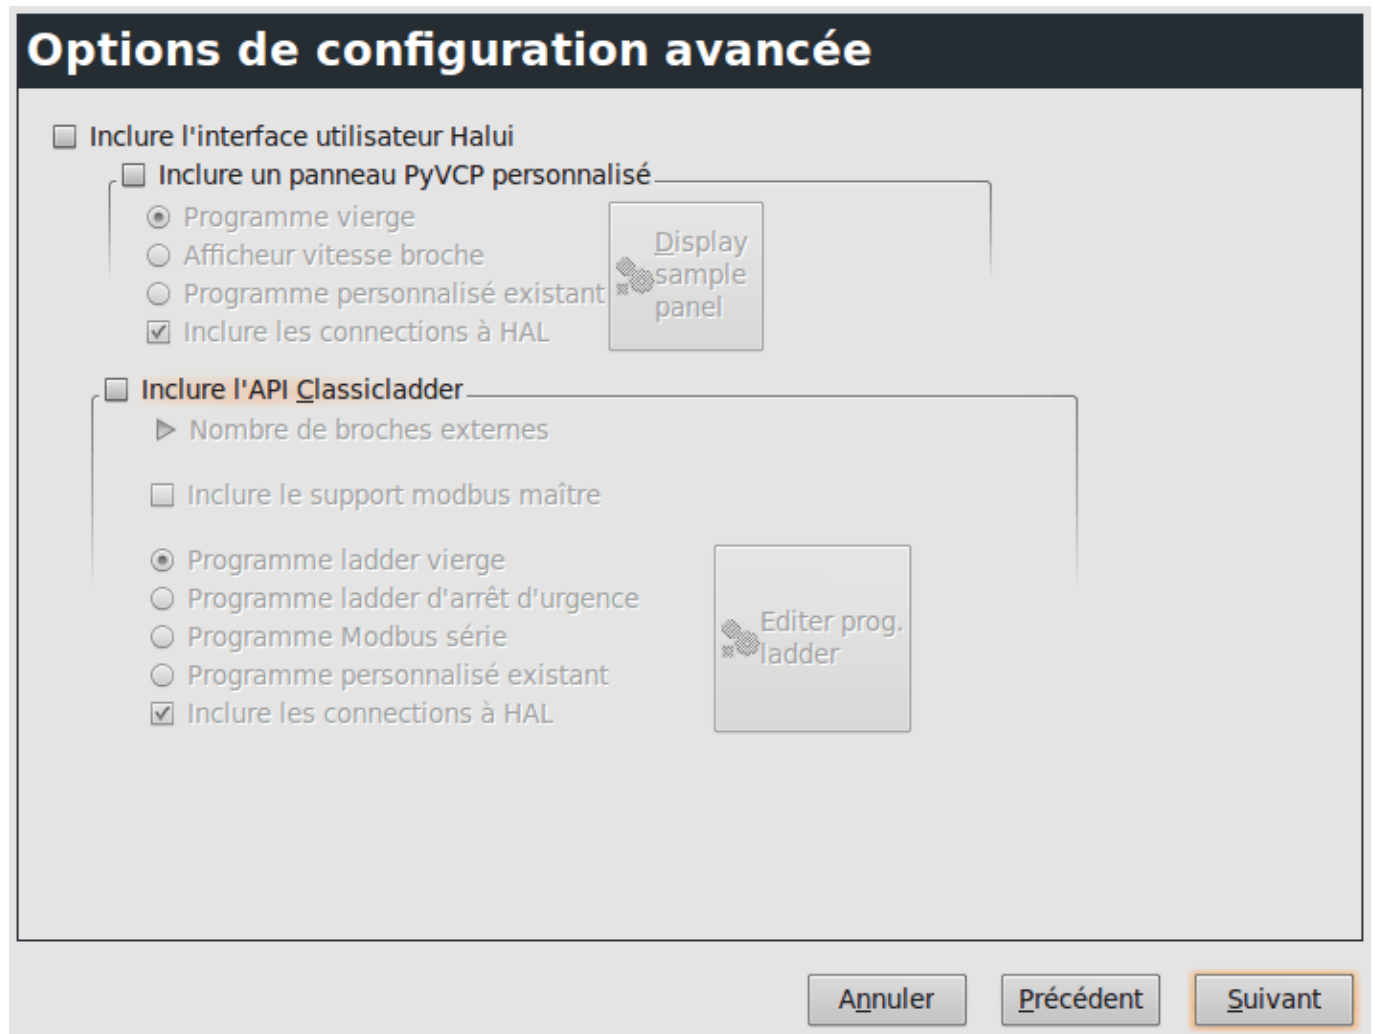 Options de configuration avancée
Inclure l'interface utilisateur Halui
Inclure un panneau PyVCP personnalisé
Programme vierge
Afficheur vitesse broche
Programme personnalisé existant
Inclure les connections à HAL
Display
sample
panel
Inclure l'API Classicladder
Nombre de broches externes
Inclure le support modbus maître
Programme ladder vierge
Programme ladder d'arrêt d'urgence
Programme Modbus série
Programme personnalisé existant
Inclure les connections à HAL
Editer prog.
ladder
Annuler
Précédent
Suivant